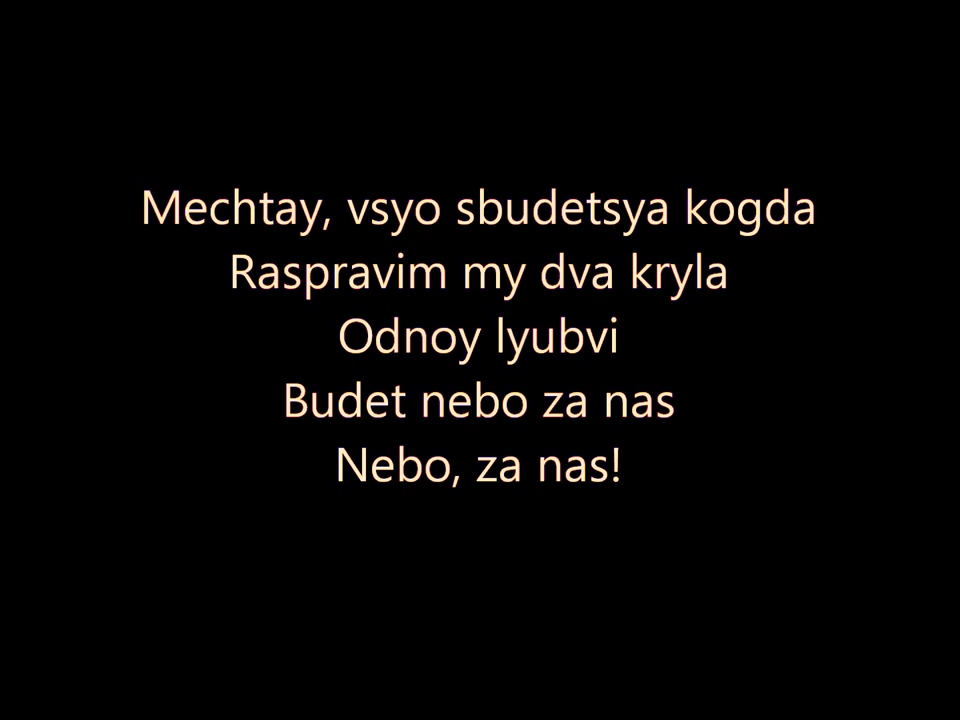 Mechtay, vsyo sbudetsya kogda
Raspravim my dva kryla
Odnoy lyubvi
Budet nebo za nas
Nebo, za nas!